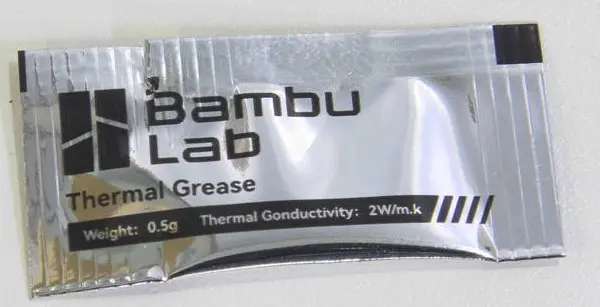 Bambu
Lab
Thermal Grease
Weight: 0.5g Thermal Gonductivity: 2W/m.k